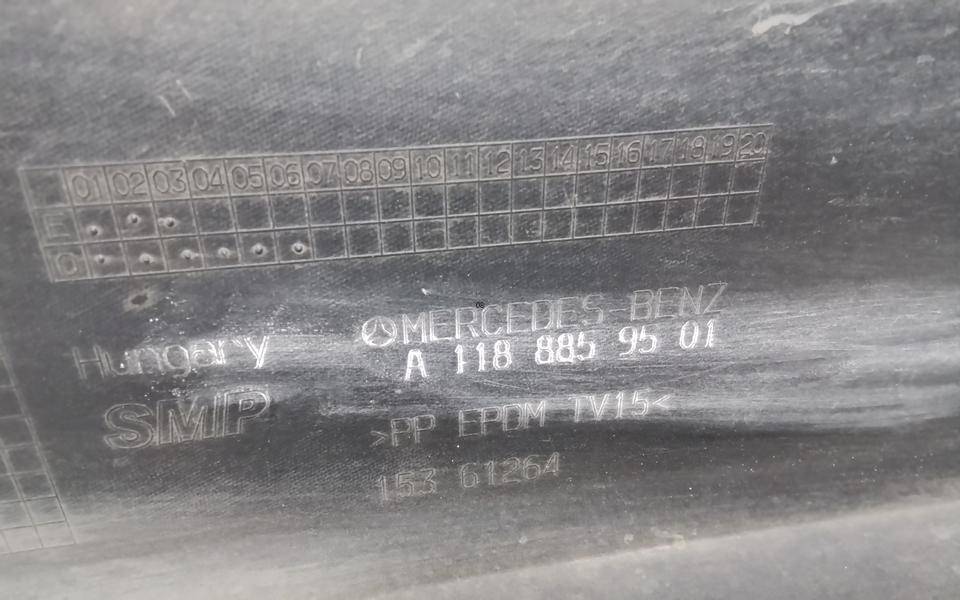 01 02 03 04 05 06 07 08 09 10 11 12 13 14 15 16 17 18 19 20
E
O
MERCEDES BENZ
A 118 885 95 01
Hungary
SMP
>PP EPDM TV15<
153 61264